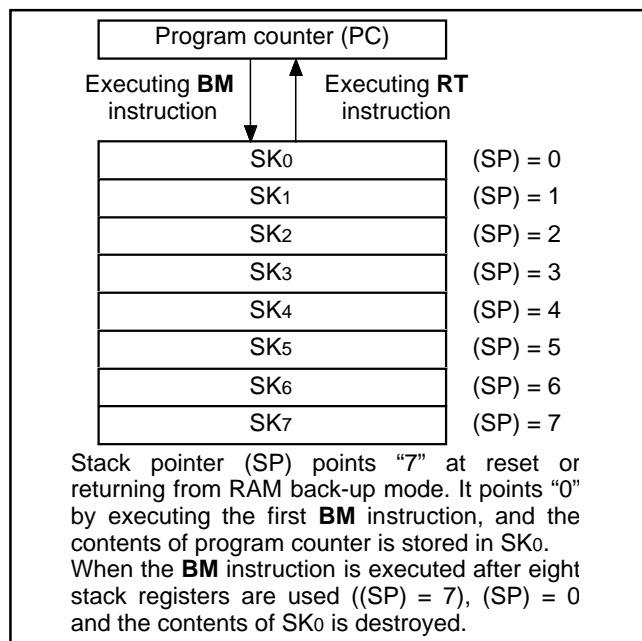 Program counter (PC)
Executing BM instruction
Executing RT instruction
SK0 (SP) = 0
SK1 (SP) = 1
SK2 (SP) = 2
SK3 (SP) = 3
SK4 (SP) = 4
SK5 (SP) = 5
SK6 (SP) = 6
SK7 (SP) = 7
Stack pointer (SP) points “7” at reset or
returning from RAM back-up mode. It points “0”
by executing the first BM instruction, and the
contents of program counter is stored in SK0.
When the BM instruction is executed after eight
stack registers are used ((SP) = 7), (SP) = 0
and the contents of SK0 is destroyed.